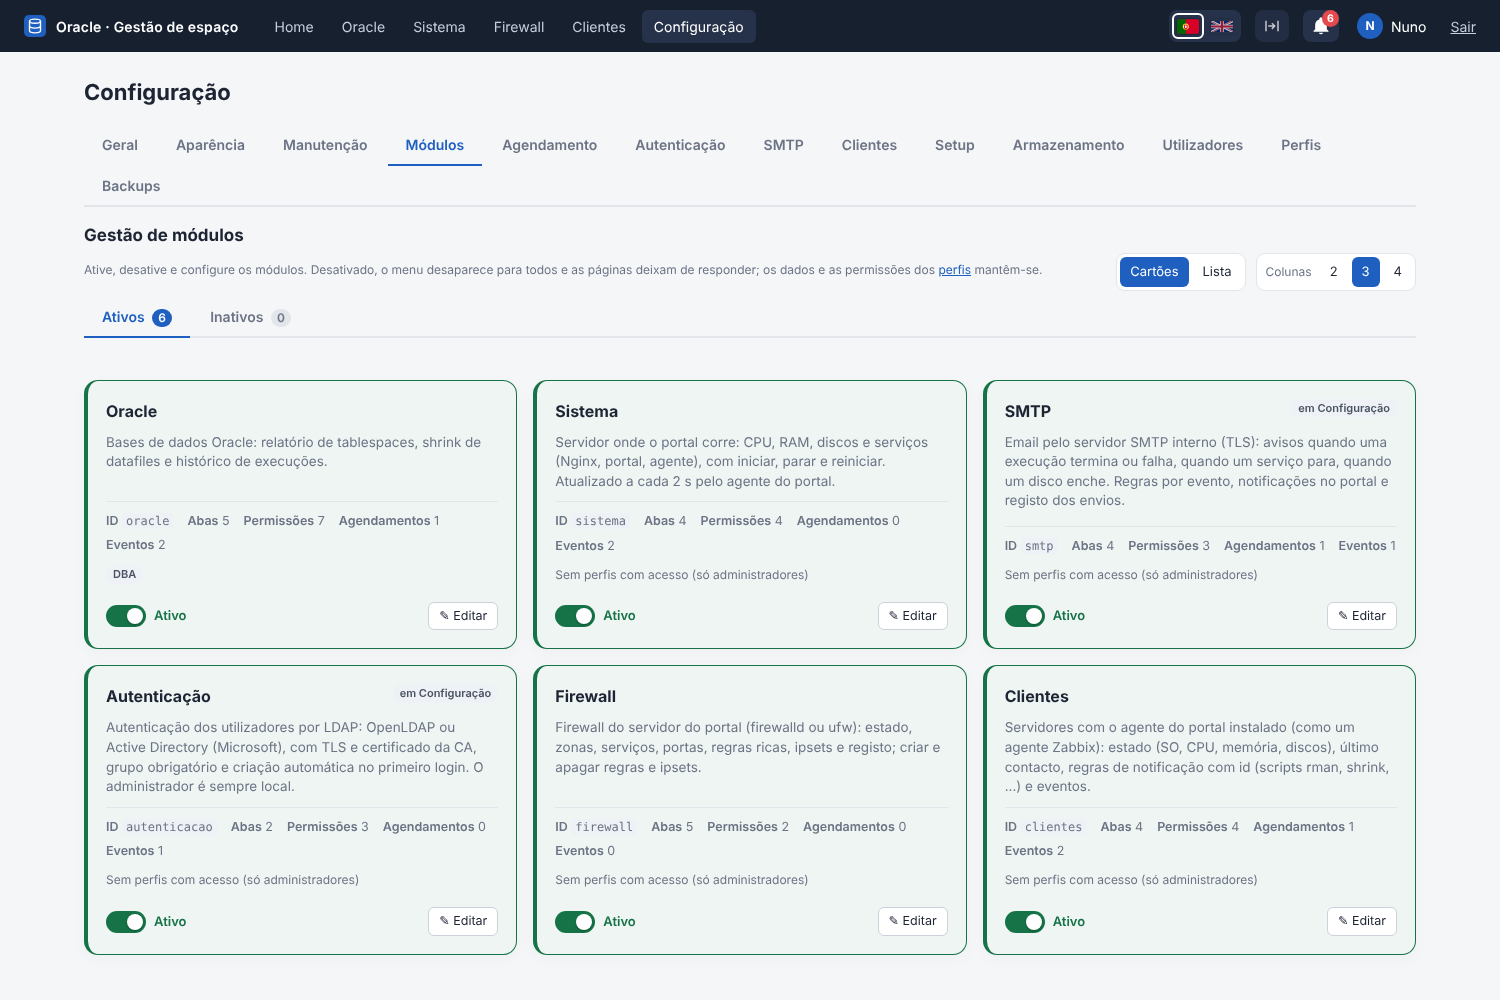 Oracle · Gestão de espaço Home Oracle Sistema Firewall Clientes Configuração 6 N Nuno Sair
Configuração
Geral Aparência Manutenção Módulos Agendamento Autenticação SMTP Clientes Setup Armazenamento Utilizadores Perfis
Backups
Gestão de módulos
Ative, desative e configure os módulos. Desativado, o menu desaparece para todos e as páginas deixam de responder; os dados e as permissões dos perfis mantêm-se. Cartões Lista Colunas 2 3 4
Ativos 6 Inativos 0
Oracle
Bases de dados Oracle: relatório de tablespaces, shrink de
datafiles e histórico de execuções.
ID oracle Abas 5 Permissões 7 Agendamentos 1
Eventos 2
DBA
Ativo ✎ Editar
Sistema
Servidor onde o portal corre: CPU, RAM, discos e serviços
(Nginx, portal, agente), com iniciar, parar e reiniciar.
Atualizado a cada 2 s pelo agente do portal.
ID sistema Abas 4 Permissões 4 Agendamentos 0
Eventos 2
Sem perfis com acesso (só administradores)
Ativo ✎ Editar
SMTP em Configuração
Email pelo servidor SMTP interno (TLS): avisos quando uma
execução termina ou falha, quando um serviço para, quando
um disco enche. Regras por evento, notificações no portal e
registo dos envios.
ID smtp Abas 4 Permissões 3 Agendamentos 1 Eventos 1
Sem perfis com acesso (só administradores)
Ativo ✎ Editar
Autenticação em Configuração
Autenticação dos utilizadores por LDAP: OpenLDAP ou
Active Directory (Microsoft), com TLS e certificado da CA,
grupo obrigatório e criação automática no primeiro login. O
administrador é sempre local.
ID autenticacao Abas 2 Permissões 3 Agendamentos 0
Eventos 1
Sem perfis com acesso (só administradores)
Ativo ✎ Editar
Firewall
Firewall do servidor do portal (firewalld ou ufw): estado,
zonas, serviços, portas, regras ricas, ipsets e registo; criar e
apagar regras e ipsets.
ID firewall Abas 5 Permissões 2 Agendamentos 0
Eventos 0
Sem perfis com acesso (só administradores)
Ativo ✎ Editar
Clientes
Servidores com o agente do portal instalado (como um
agente Zabbix): estado (SO, CPU, memória, discos), último
contacto, regras de notificação com id (scripts rman, shrink,
…) e eventos.
ID clientes Abas 4 Permissões 4 Agendamentos 1
Eventos 2
Sem perfis com acesso (só administradores)
Ativo ✎ Editar